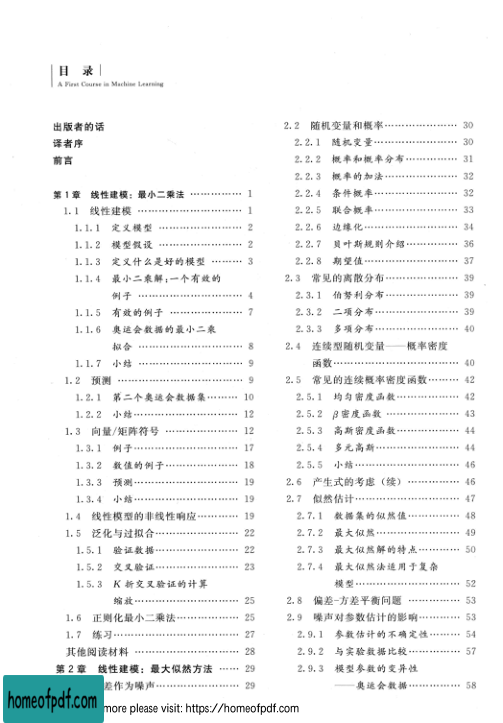 目 录
A First Course in Machine Learning
出版者的话
译者序
前言
第1章 线性建模：最小二乘法 …………… 1
1.1 线性建模 ………………………… 1
1.1.1 定义模型 …………………… 2
1.1.2 模型假设 …………………… 2
1.1.3 定义什么是好的模型 ……… 3
1.1.4 最小二乘解：一个有效的
例子 ………………………… 4
1.1.5 有效的例子 ………………… 7
1.1.6 奥运会数据的最小二乘
拟合 ………………………… 8
1.1.7 小结 ………………………… 9
1.2 预测 ……………………………… 9
1.2.1 第二个奥运会数据集……… 10
1.2.2 小结………………………… 12
1.3 向量/矩阵符号 ………………… 12
1.3.1 例子………………………… 17
1.3.2 数值的例子………………… 18
1.3.3 预测………………………… 19
1.3.4 小结………………………… 19
1.4 线性模型的非线性响应………… 19
1.5 泛化与过拟合…………………… 22
1.5.1 验证数据…………………… 22
1.5.2 交叉验证…………………… 23
1.5.3 K 折交叉验证的计算
缩放………………………… 25
1.6 正则化最小二乘法……………… 25
1.7 练习……………………………… 27
其他阅读材料 ………………………… 28
第2章 线性建模：最大似然方法 …… 29
差作为噪声…………………… 29
2.2 随机变量和概率………………… 30
2.2.1 随机变量…………………… 30
2.2.2 概率和概率分布…………… 31
2.2.3 概率的加法………………… 32
2.2.4 条件概率…………………… 32
2.2.5 联合概率…………………… 33
2.2.6 边缘化……………………… 34
2.2.7 贝叶斯规则介绍…………… 36
2.2.8 期望值……………………… 37
2.3 常见的离散分布………………… 39
2.3.1 伯努利分布………………… 39
2.3.2 二项分布…………………… 39
2.3.3 多项分布…………………… 40
2.4 连续型随机变量——概率密度
函数……………………………… 40
2.5 常见的连续概率密度函数……… 42
2.5.1 均匀密度函数……………… 42
2.5.2 β密度函数 ………………… 43
2.5.3 高斯密度函数……………… 44
2.5.4 多元高斯…………………… 44
2.5.5 小结………………………… 46
2.6 产生式的考虑（续）…………… 46
2.7 似然估计………………………… 47
2.7.1 数据集的似然值…………… 48
2.7.2 最大似然…………………… 49
2.7.3 最大似然解的特点………… 50
2.7.4 最大似然法适用于复杂
模型………………………… 52
2.8 偏差-方差平衡问题 …………… 53
2.9 噪声对参数估计的影响………… 53
2.9.1 参数估计的不确定性……… 54
2.9.2 与实验数据比较…………… 57
2.9.3 模型参数的变异性
——奥运会数据…………… 58
homeofpdf.com
more please visit: https://homeofpdf.com